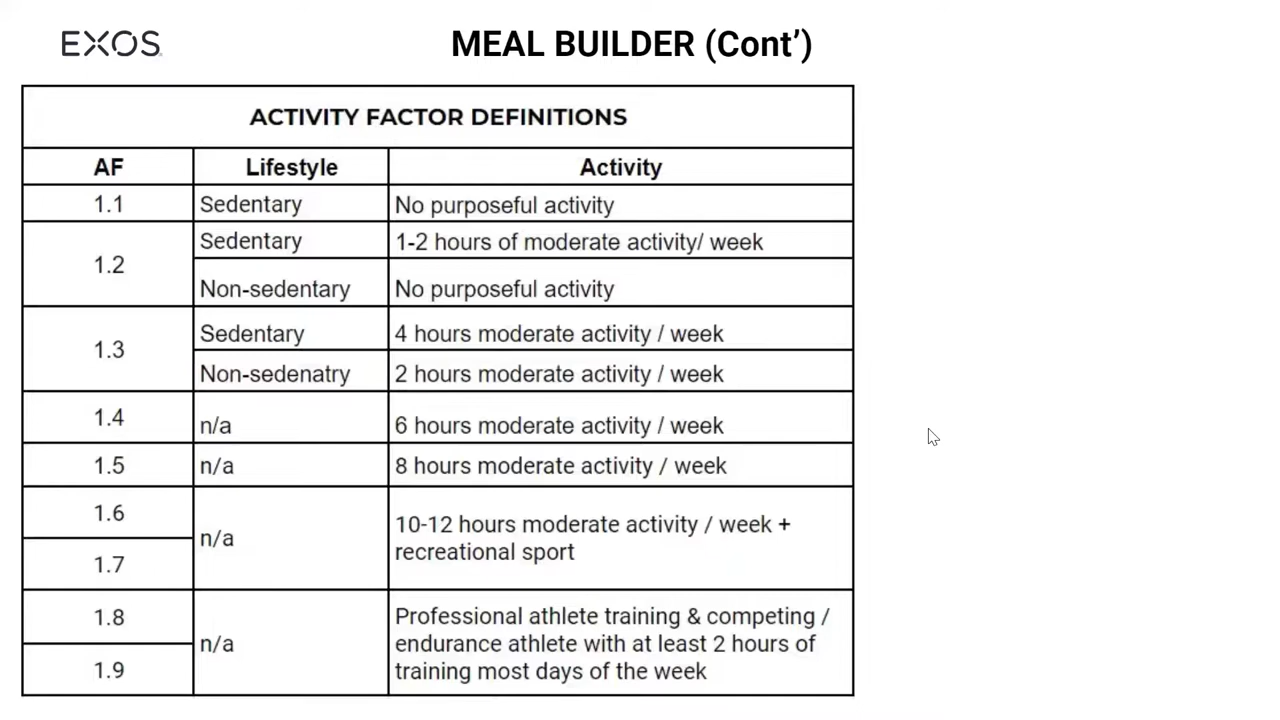 EXOS
MEAL BUILDER (Cont’)
ACTIVITY FACTOR DEFINITIONS
AF Lifestyle Activity
1.1 Sedentary No purposeful activity
1.2 Sedentary 1-2 hours of moderate activity/ week
Non-sedentary No purposeful activity
1.3 Sedentary 4 hours moderate activity / week
Non-sedenatry 2 hours moderate activity / week
1.4 n/a 6 hours moderate activity / week
1.5 n/a 8 hours moderate activity / week
1.6
1.7
n/a
10-12 hours moderate activity / week +
recreational sport
1.8
1.9
n/a
Professional athlete training & competing /
endurance athlete with at least 2 hours of
training most days of the week